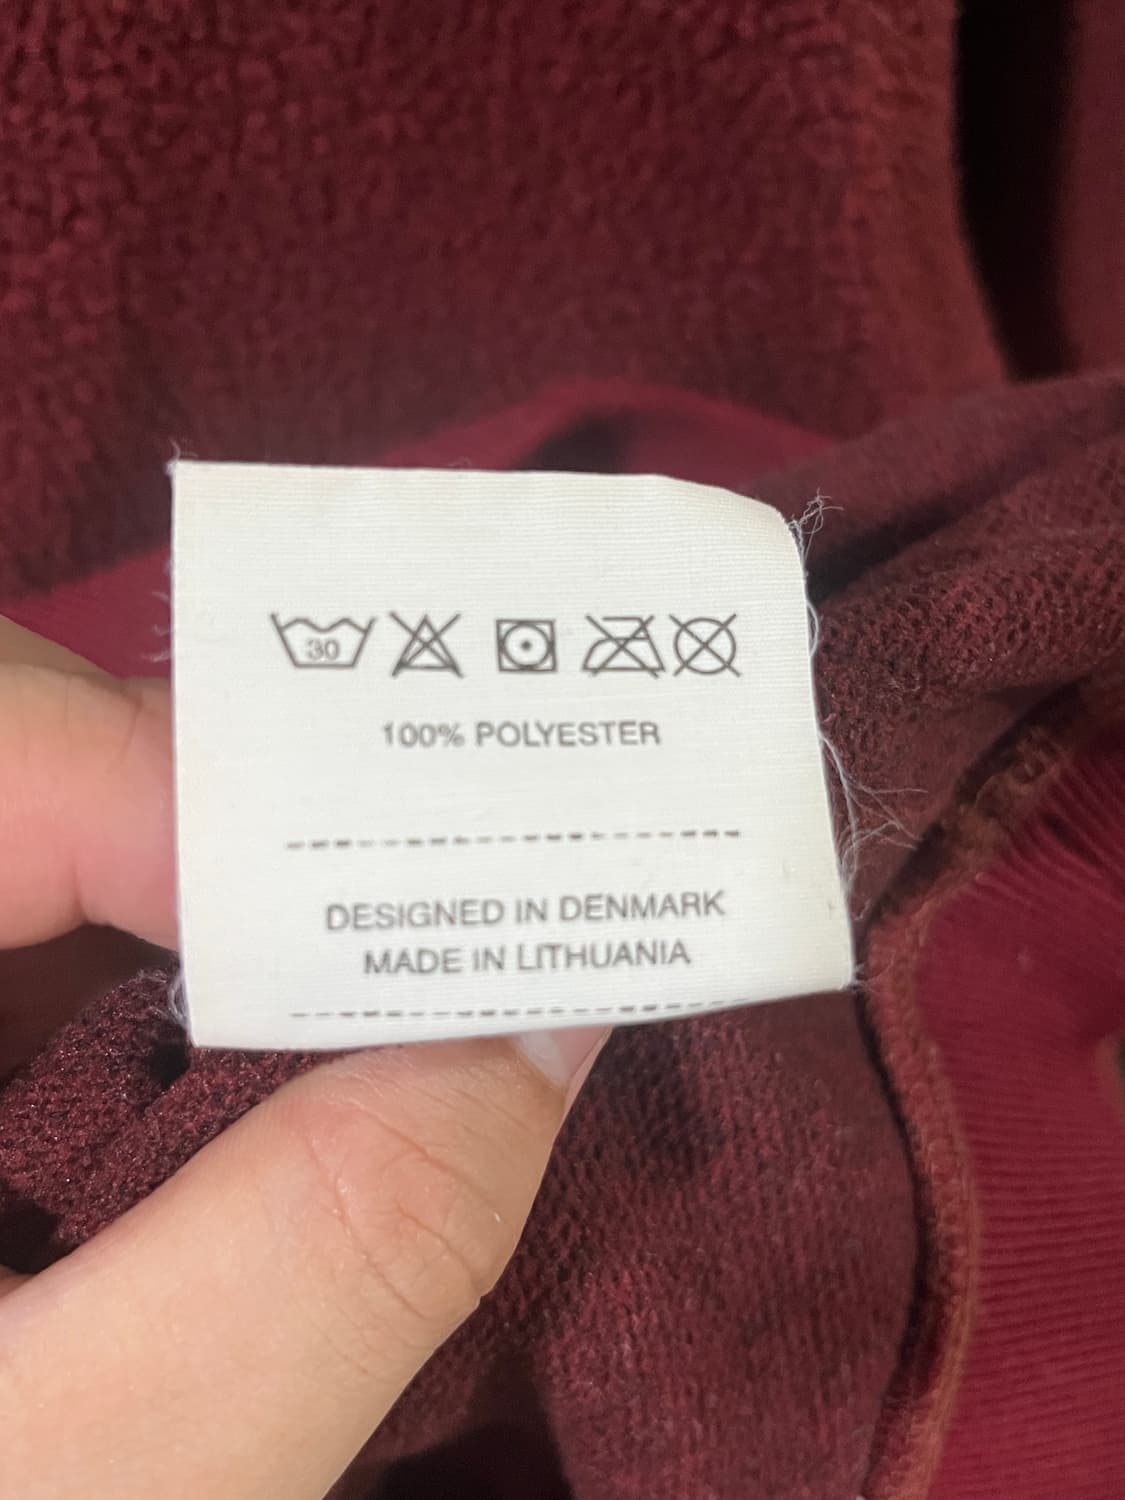 30
100% POLYESTER
DESIGNED IN DENMARK
MADE IN LITHUANIA